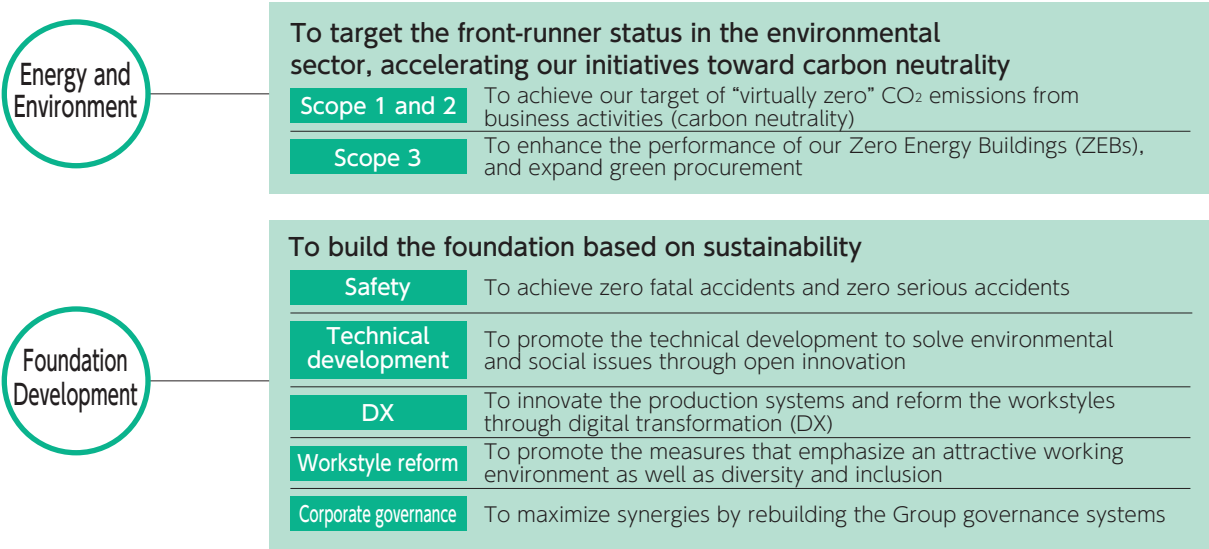 Energy and
Environment
To target the front-runner status in the environmental
sector, accelerating our initiatives toward carbon neutrality
Scope 1 and 2
To achieve our target of “virtually zero” CO2 emissions from
business activities (carbon neutrality)
Scope 3
To enhance the performance of our Zero Energy Buildings (ZEBs),
and expand green procurement
Foundation
Development
To build the foundation based on sustainability
Safety
To achieve zero fatal accidents and zero serious accidents
Technical
development
To promote the technical development to solve environmental
and social issues through open innovation
DX
To innovate the production systems and reform the workstyles
through digital transformation (DX)
Workstyle reform
To promote the measures that emphasize an attractive working
environment as well as diversity and inclusion
Corporate governance
To maximize synergies by rebuilding the Group governance systems